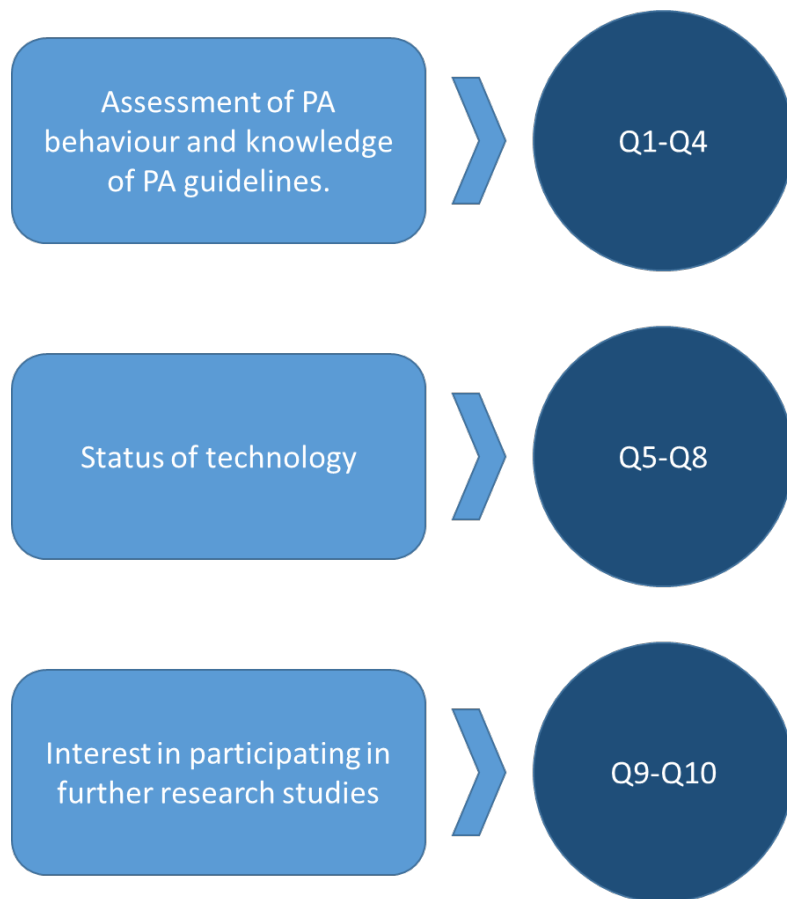 Assessment of PA
behaviour and knowledge
of PA guidelines.
Q1-Q4
Status of technology
Q5-Q8
Interest in participating in
further research studies
Q9-Q10